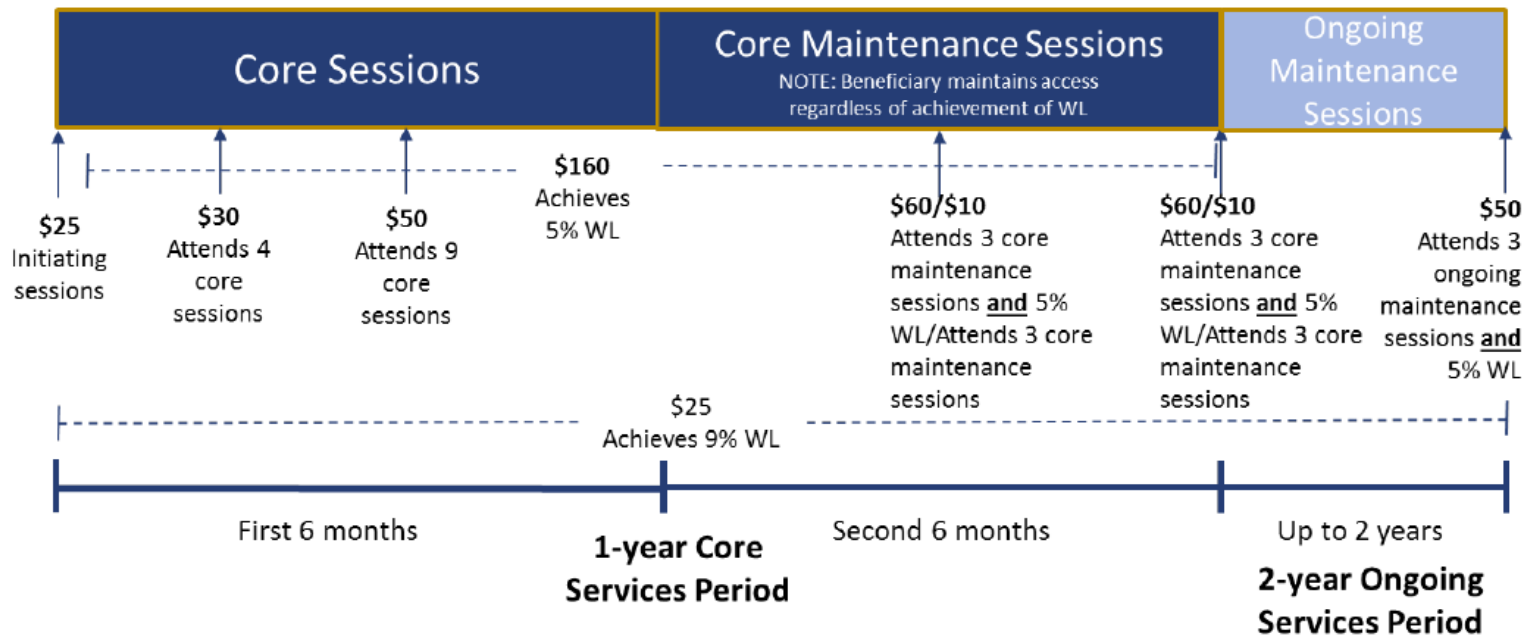 Core Sessions
Core Maintenance Sessions
NOTE: Beneficiary maintains access
regardless of achievement of WL
Ongoing
Maintenance
Sessions
$25
Initiating
sessions
$30
Attends 4
core
sessions
$50
Attends 9
core
sessions
$160
Achieves
5% WL
$60/$10
Attends 3 core
maintenance
sessions and 5%
WL/Attends 3 core
maintenance
sessions
$60/$10
Attends 3 core
maintenance
sessions and 5%
WL/Attends 3 core
maintenance
sessions
$50
Attends 3
ongoing
maintenance
sessions and
5% WL
$25
Achieves 9% WL
First 6 months
1-year Core
Services Period
Second 6 months
Up to 2 years
2-year Ongoing
Services Period